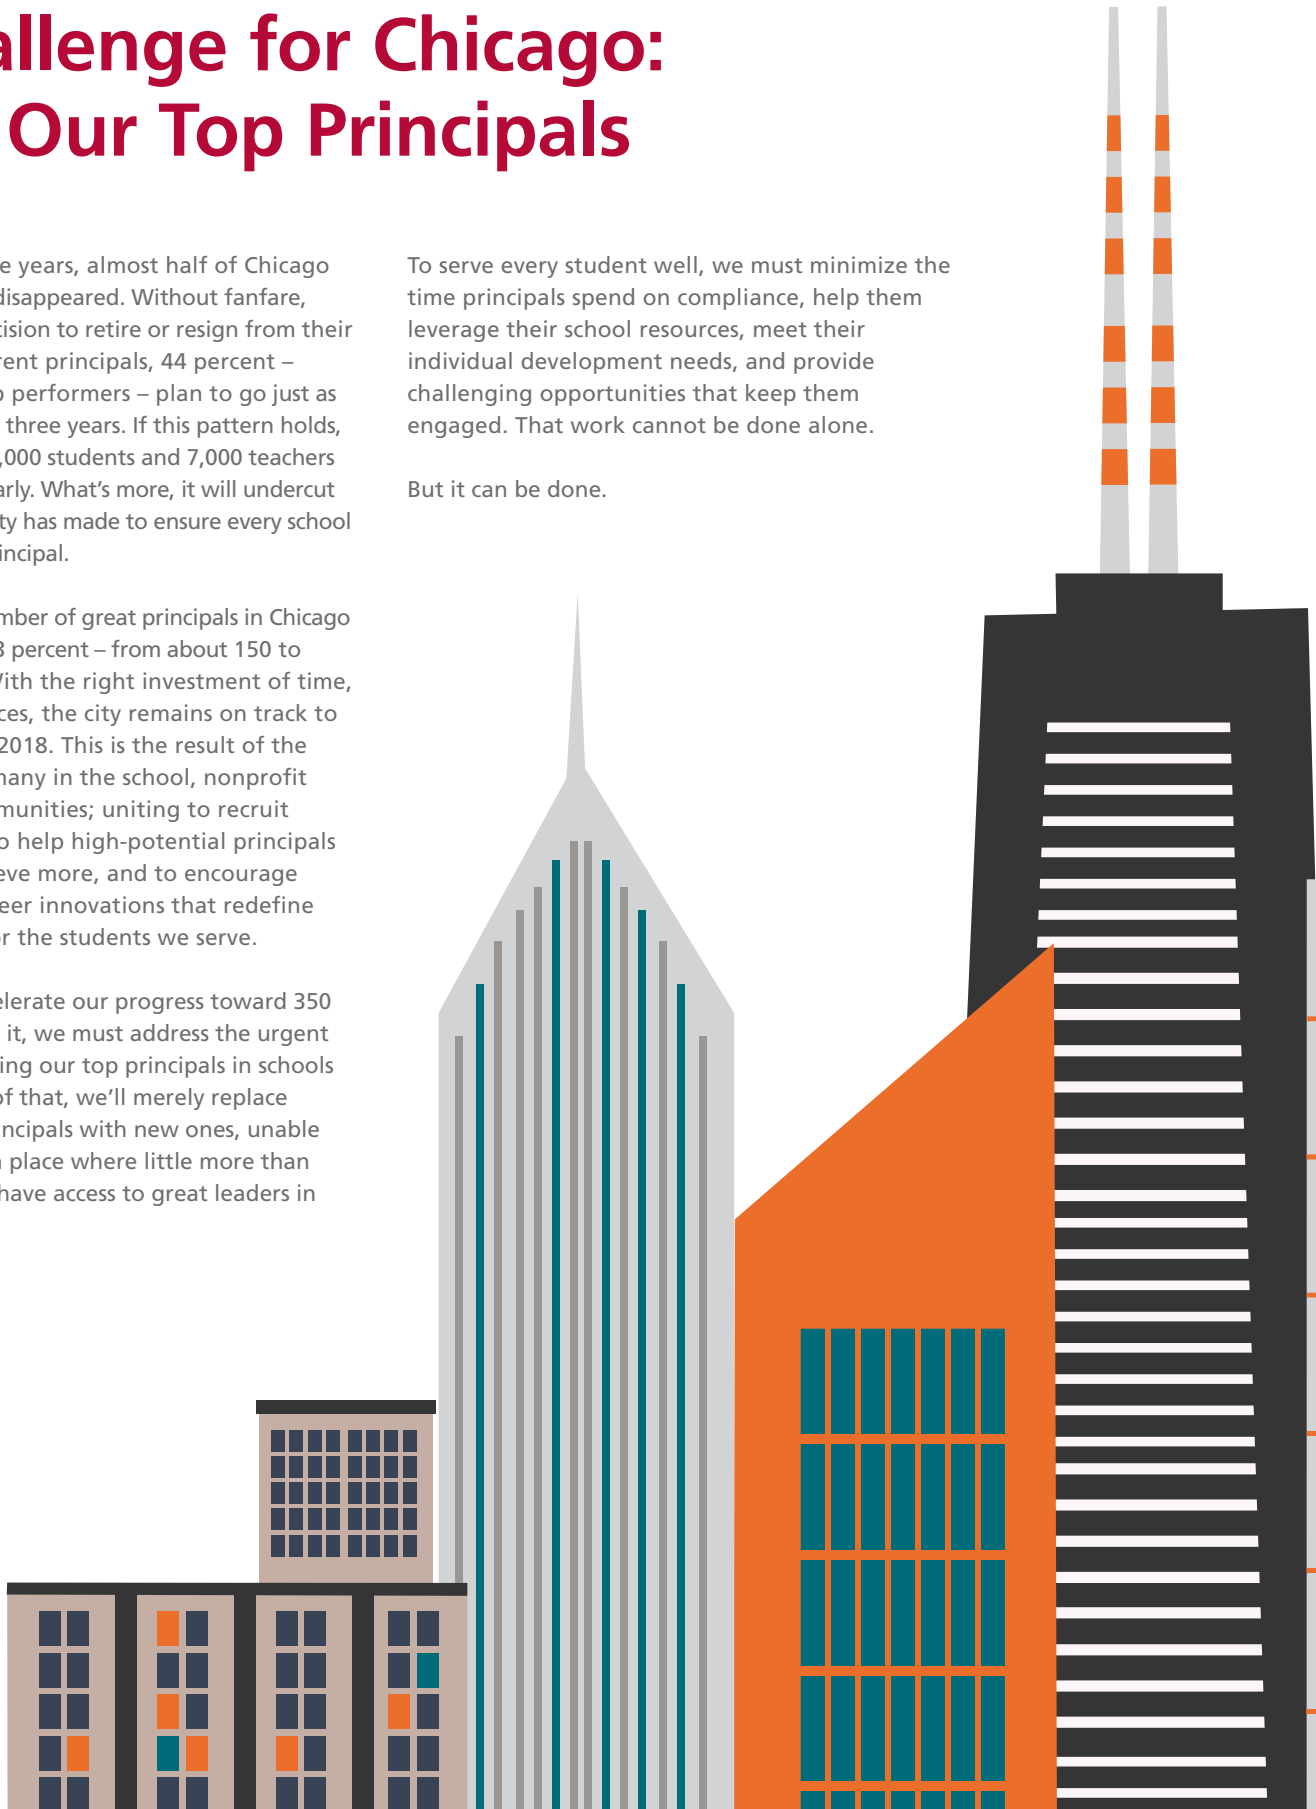 allenge for Chicago:
Our Top Principals
e years, almost half of Chicago
disappeared. Without fanfare,
cision to retire or resign from their
rent principals, 44 percent –
p performers – plan to go just as
three years. If this pattern holds,
,000 students and 7,000 teachers
arly. What’s more, it will undercut
ty has made to ensure every school
incipal.
mber of great principals in Chicago
3 percent – from about 150 to
With the right investment of time,
ces, the city remains on track to
2018. This is the result of the
many in the school, nonprofit
munities; uniting to recruit
o help high-potential principals
eve more, and to encourage
eer innovations that redefine
or the students we serve.
elerate our progress toward 350
it, we must address the urgent
ing our top principals in schools
of that, we’ll merely replace
incipals with new ones, unable
a place where little more than
have access to great leaders in
To serve every student well, we must minimize the
time principals spend on compliance, help them
leverage their school resources, meet their
individual development needs, and provide
challenging opportunities that keep them
engaged. That work cannot be done alone.
But it can be done.